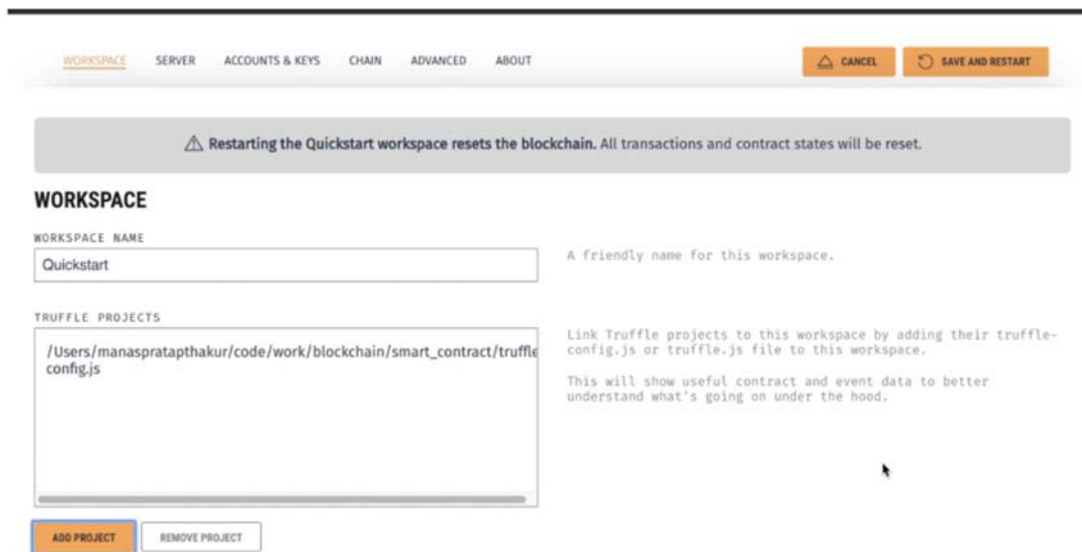 WORKSPACE SERVER ACCOUNTS & KEYS CHAIN ADVANCED ABOUT CANCEL SAVE AND RESTART
Restarting the Quickstart workspace resets the blockchain. All transactions and contract states will be reset.
WORKSPACE
WORKSPACE NAME
Quickstart
A friendly name for this workspace.
TRUFFLE PROJECTS
/Users/manaspratapthakur/code/work/blockchain/smart_contract/truffle
config.js
Link Truffle projects to this workspace by adding their truffle-
config.js or truffle.js file to this workspace.
This will show useful contract and event data to better
understand what's going on under the hood.
ADD PROJECT REMOVE PROJECT